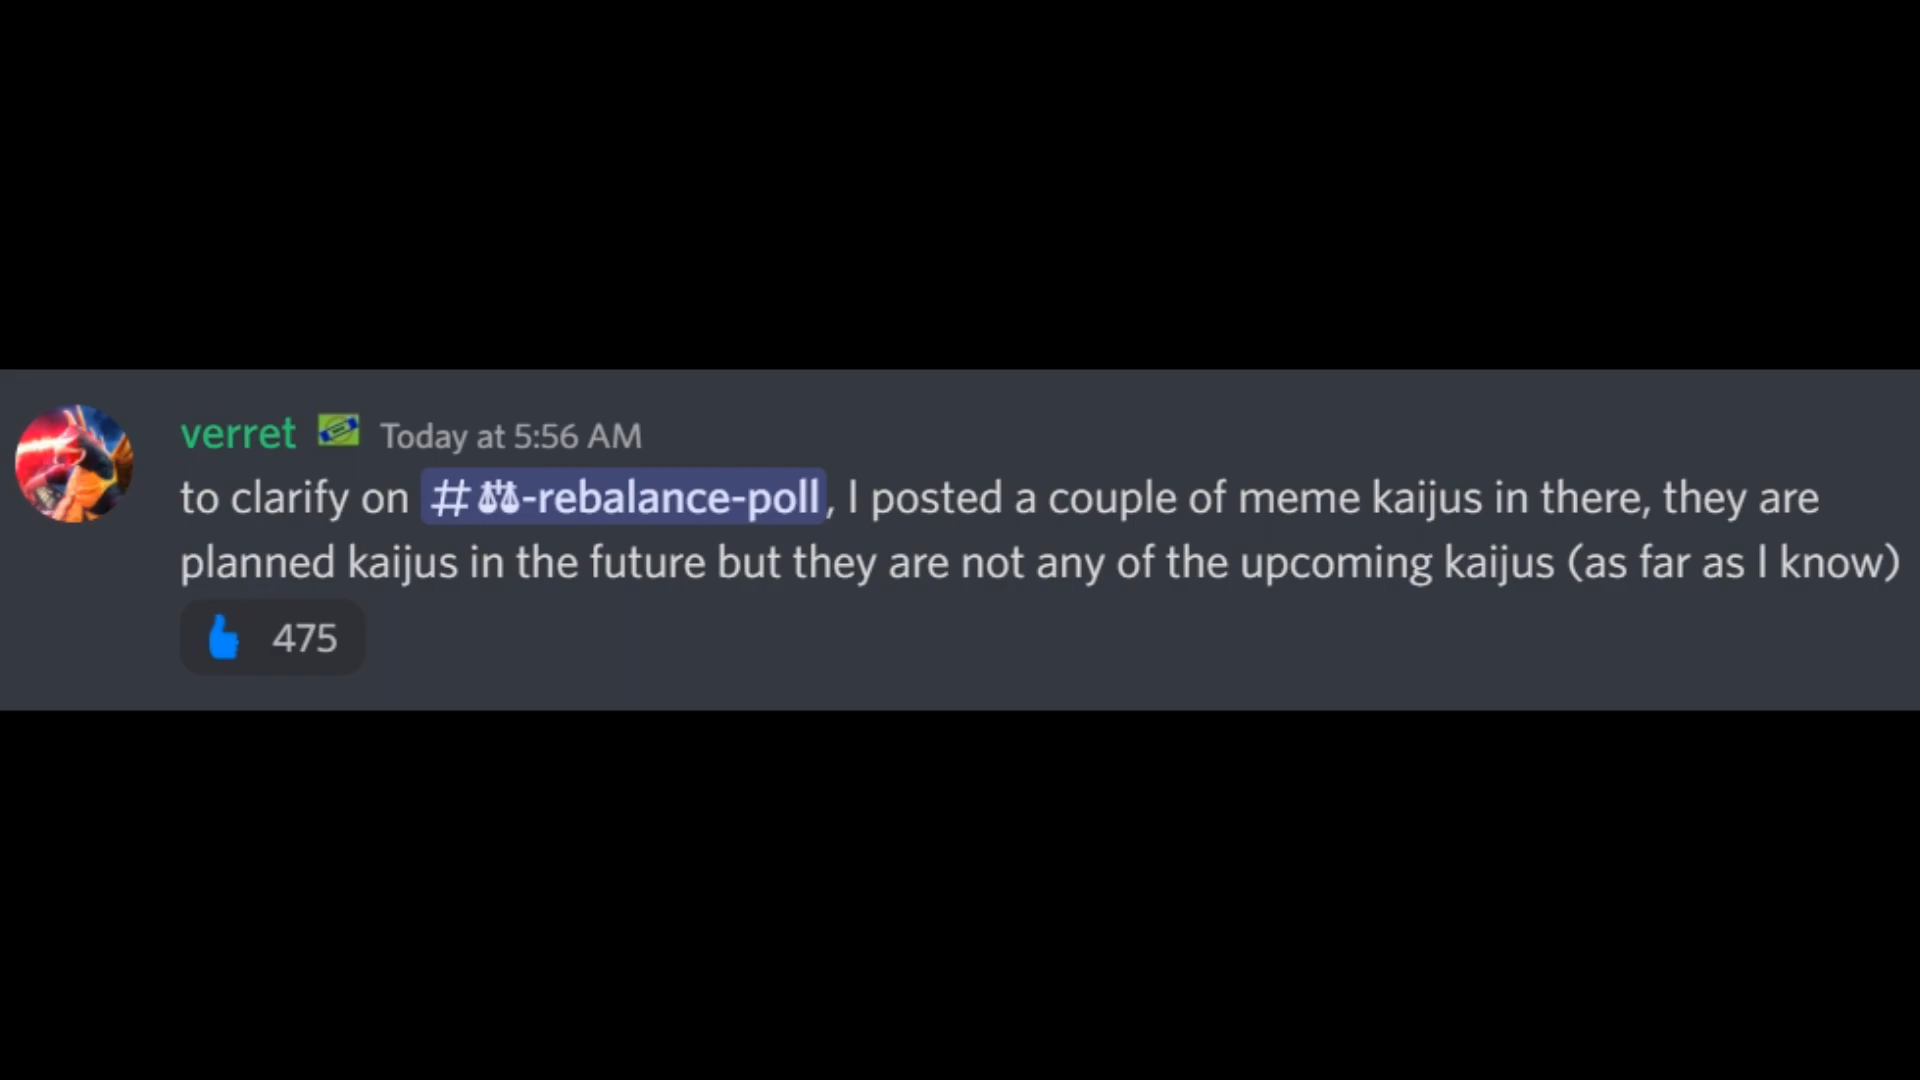 verret Today at 5:56 AM
to clarify on #⚖⚖-rebalance-poll, I posted a couple of meme kaijus in there, they are
planned kaijus in the future but they are not any of the upcoming kaijus (as far as I know)
👍 475